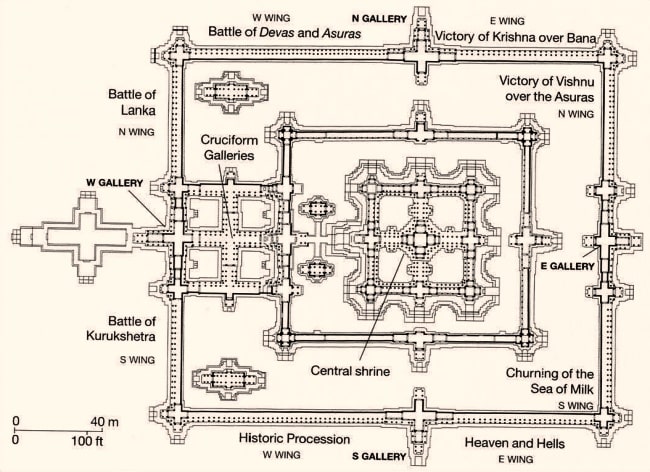 W WING
N GALLERY
E WING
Battle of Devas and Asuras
Victory of Krishna over Bana
Battle of
Lanka
N WING
Victory of Vishnu
over the Asuras
N WING
Cruciform
Galleries
W GALLERY
E GALLERY
Battle of
Kurukshetra
S WING
Central shrine
Churning of the
Sea of Milk
S WING
0 40 m
0 100 ft
Historic Procession
W WING
S GALLERY
Heaven and Hells
E WING